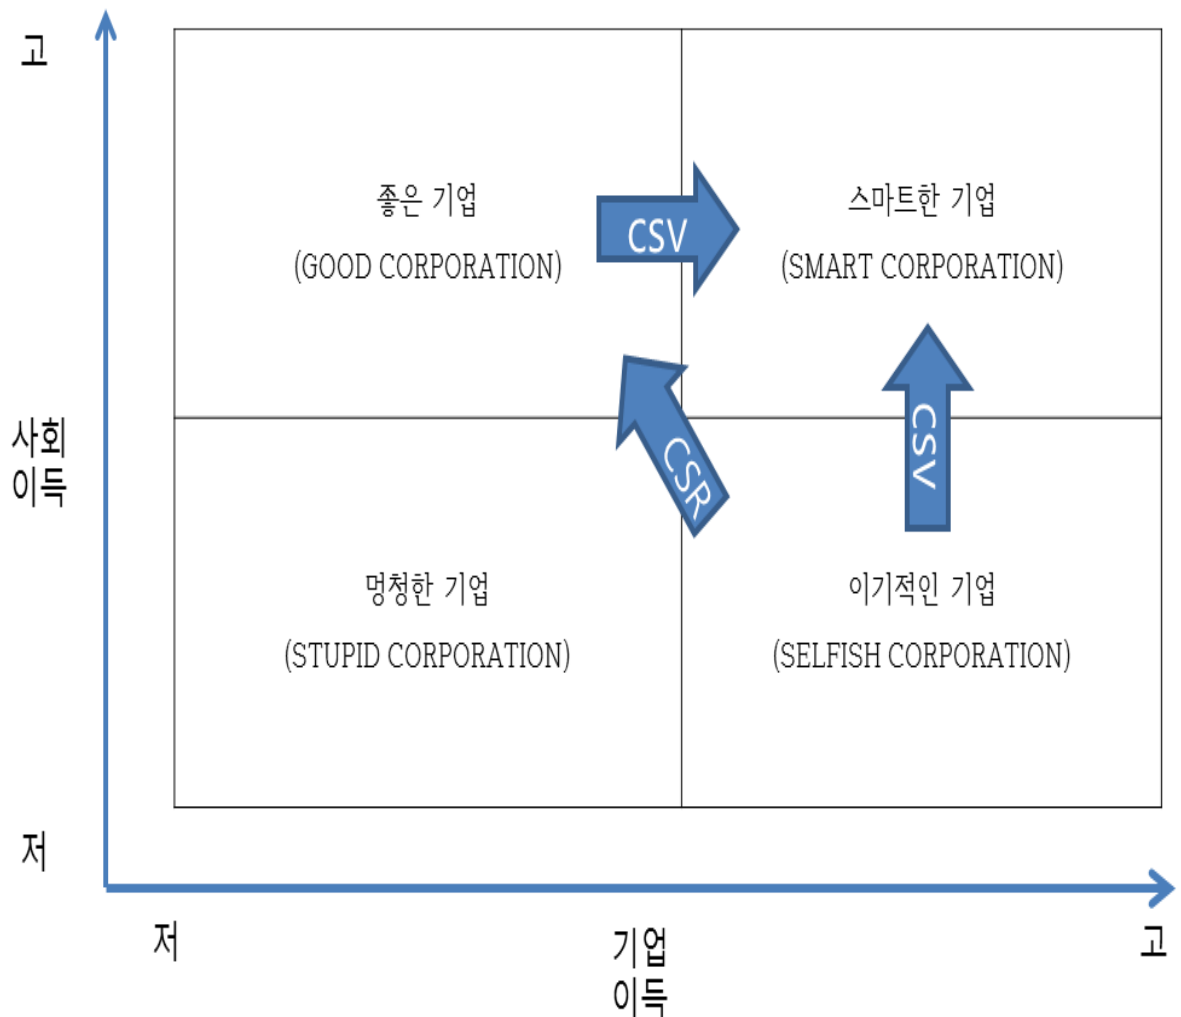 고
좋은 기업
(GOOD CORPORATION)
CSV
스마트한 기업
(SMART CORPORATION)
사회
이득
CSR
CSV
멍청한 기업
(STUPID CORPORATION)
이기적인 기업
(SELFISH CORPORATION)
저
저
기업
이득
고